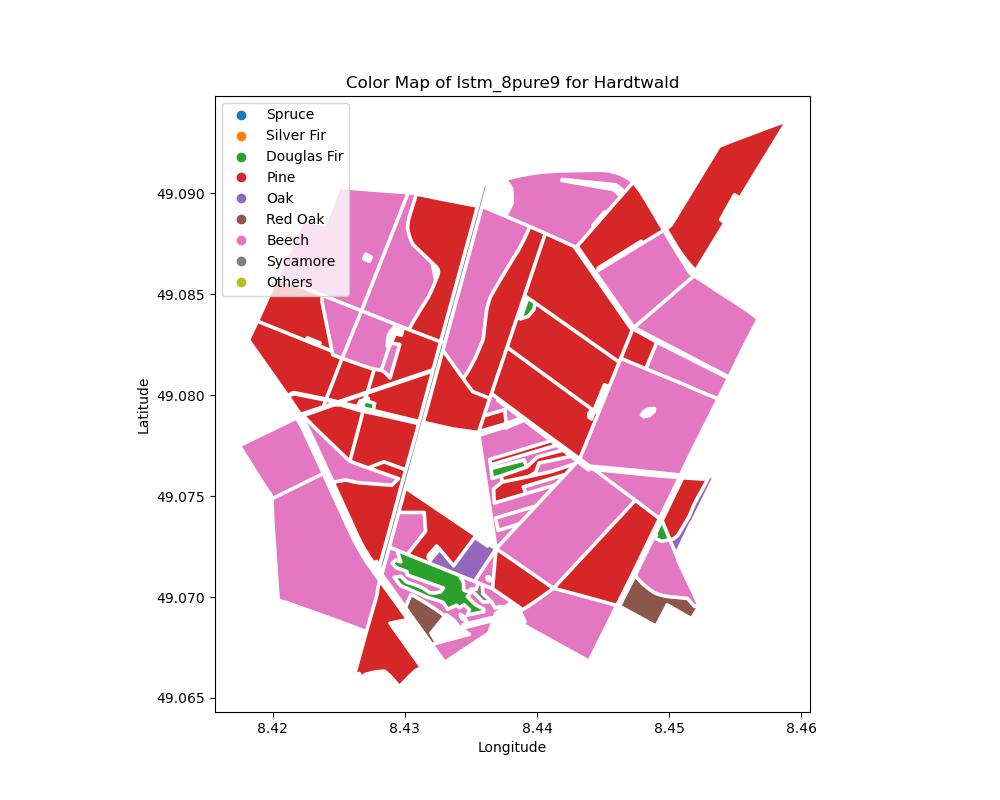 Color Map of lstm_8pure9 for Hardtwald
Spruce
Silver Fir
Douglas Fir
Pine
Oak
Red Oak
Beech
Sycamore
Others
49.090
49.085
49.080
49.075
49.070
49.065
Latitude
8.42 8.43 8.44 8.45 8.46
Longitude